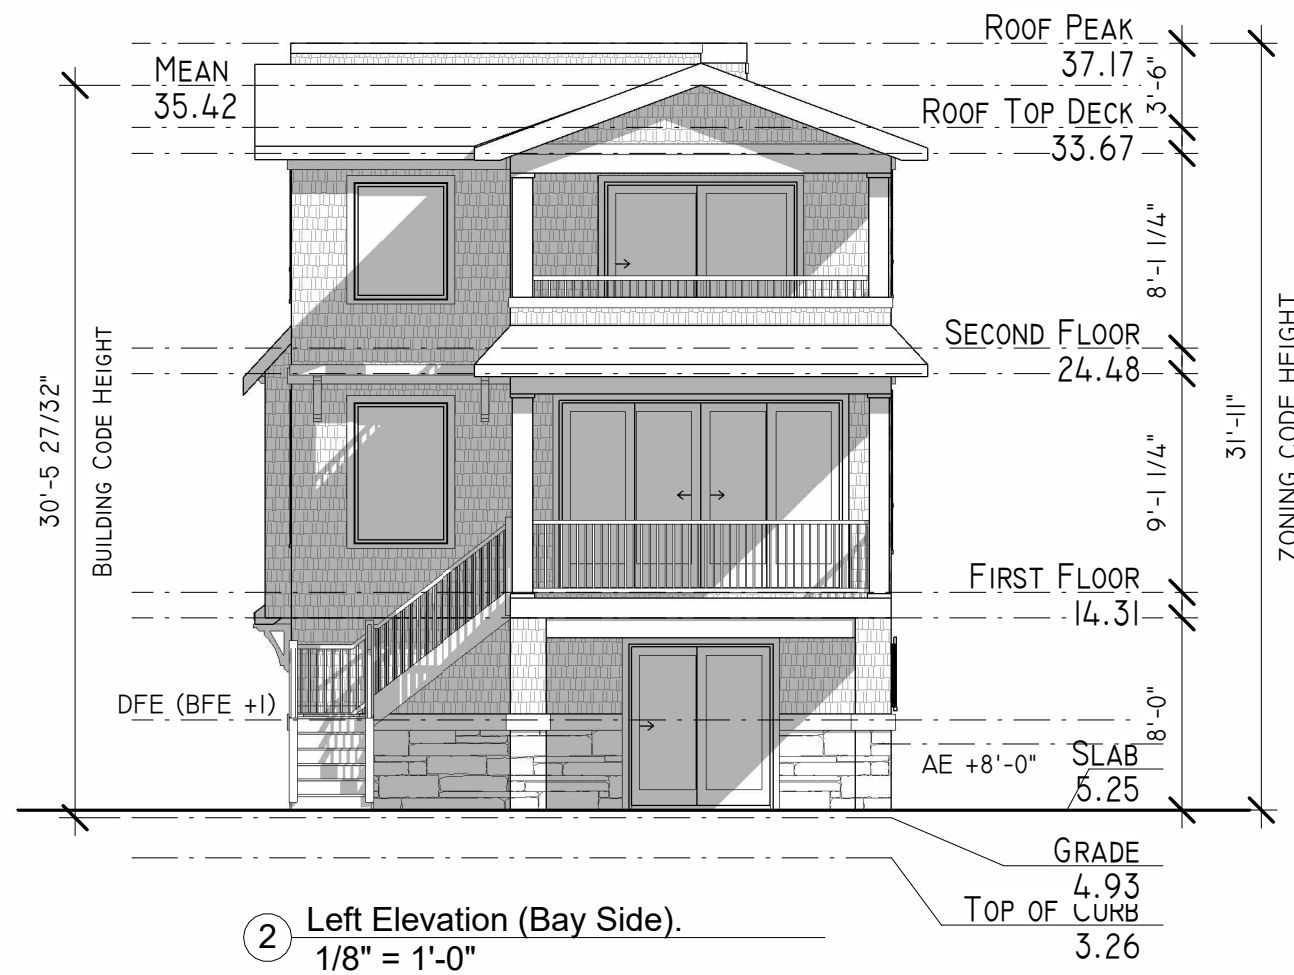 ROOF PEAK
37.17
MEAN
35.42
3'-6"
ROOF TOP DECK
33.67
8'-1 1/4"
SECOND FLOOR
24.48
BUILDING CODE HEIGHT
30'-5 27/32"
31'-11"
ZONING CODE HEIGHT
9'-1 1/4"
FIRST FLOOR
14.31
DFE (BFE +1)
8'-0"
AE +8'-0"
SLAB
5.25
GRADE
4.93
TOP OF CURB
3.26
2
Left Elevation (Bay Side).
1/8" = 1'-0"